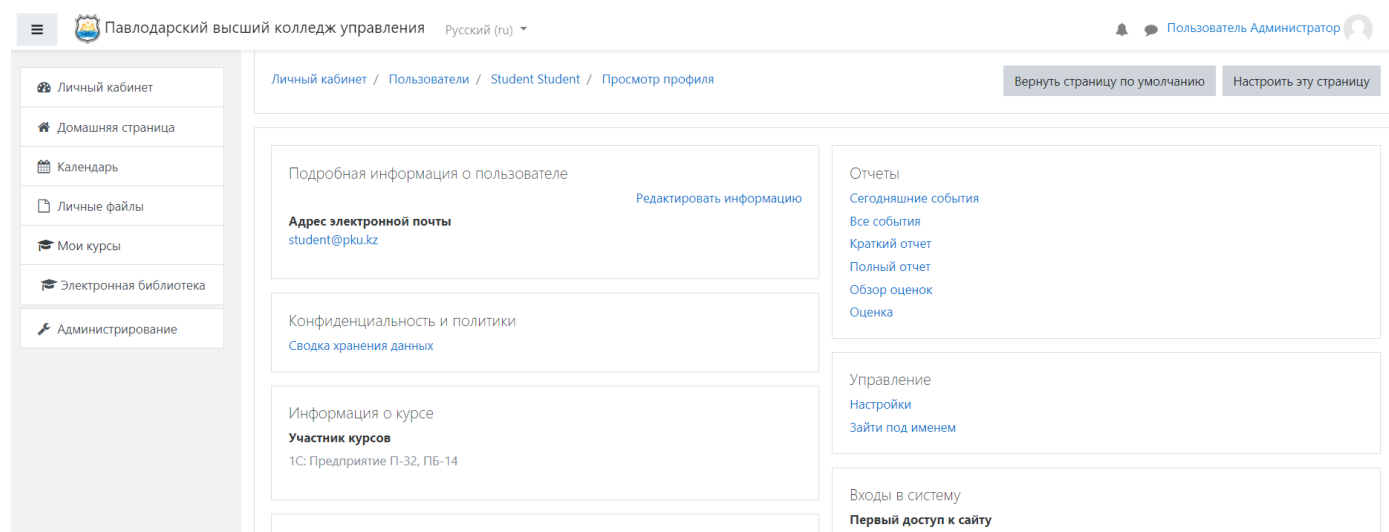 Павлодарский высший колледж управления Русский (ru)
Пользователь Администратор
Личный кабинет
Домашняя страница
Календарь
Личные файлы
Мои курсы
Электронная библиотека
Администрирование
Личный кабинет / Пользователи / Student Student / Просмотр профиля
Вернуть страницу по умолчанию
Настроить эту страницу
Подробная информация о пользователе
Редактировать информацию
Адрес электронной почты
student@pku.kz
Конфиденциальность и политики
Сводка хранения данных
Информация о курсе
Участник курсов
1С: Предприятие П-32, ПБ-14
Отчеты
Сегодняшние события
Все события
Краткий отчет
Полный отчет
Обзор оценок
Оценка
Управление
Настройки
Зайти под именем
Входы в систему
Первый доступ к сайту